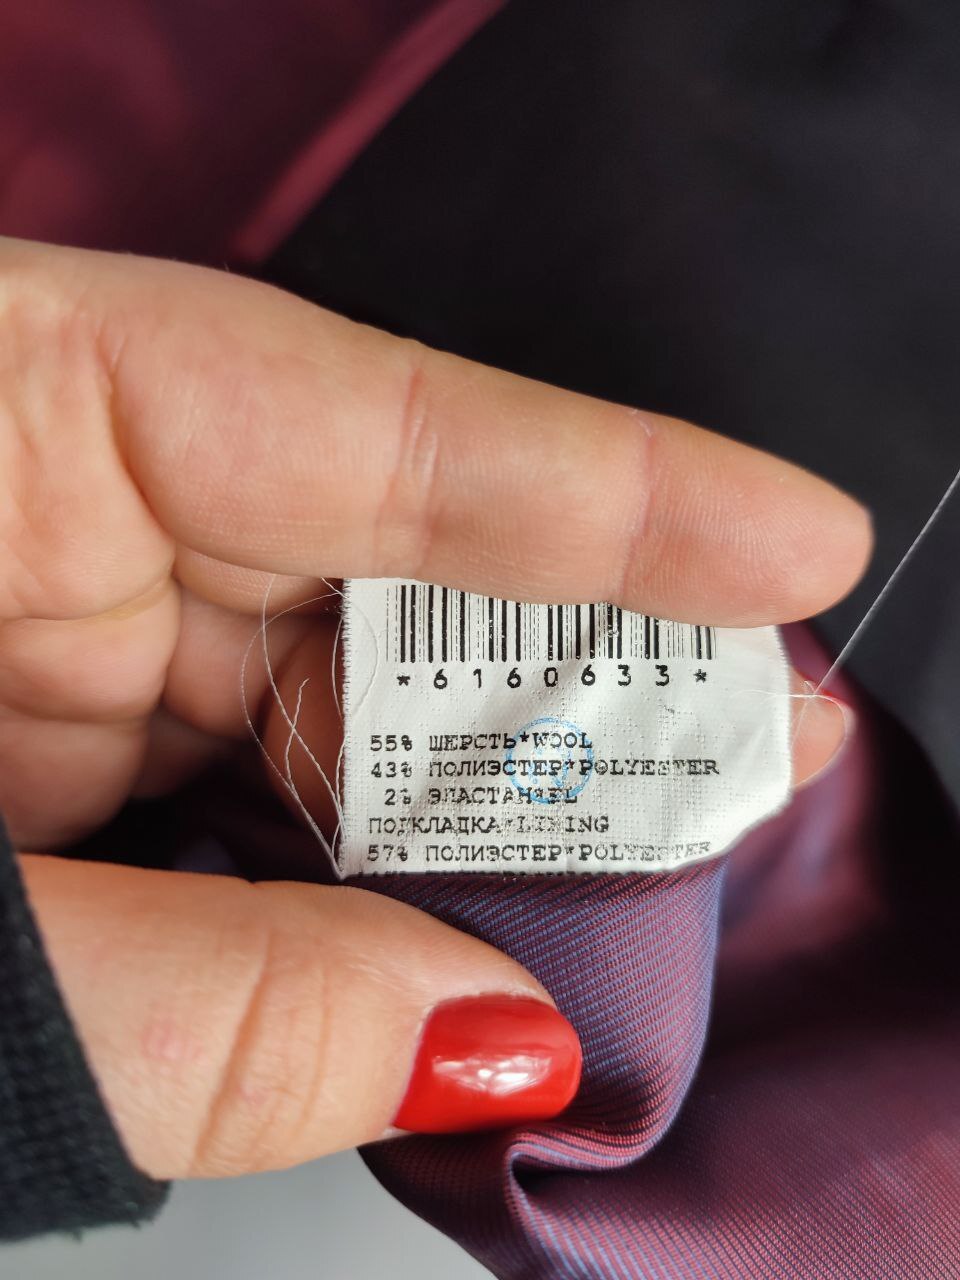 *6160633*
55% ШЕРСТЬ*WOOL
43% ПОЛИЭСТЕР*POLYESTER
2% ЭЛАСТАН*EL
ПОДКЛАДКА*LINING
57% ПОЛИЭСТЕР*POLYESTER